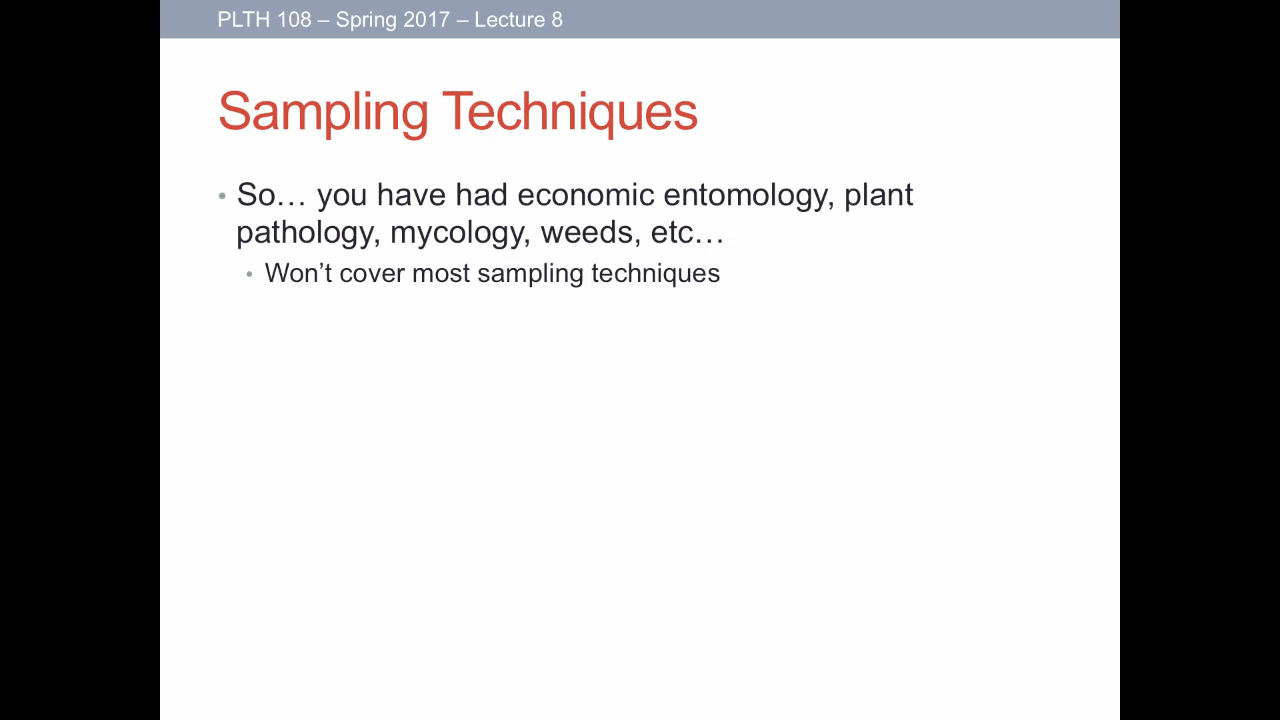 PLTH 108 – Spring 2017 – Lecture 8
Sampling Techniques
• So… you have had economic entomology, plant
pathology, mycology, weeds, etc…
• Won’t cover most sampling techniques